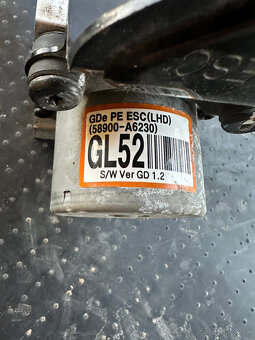 GDe PE ESC(LHD)
(58900-A6230)
GL52
S/W Ver GD 1.2